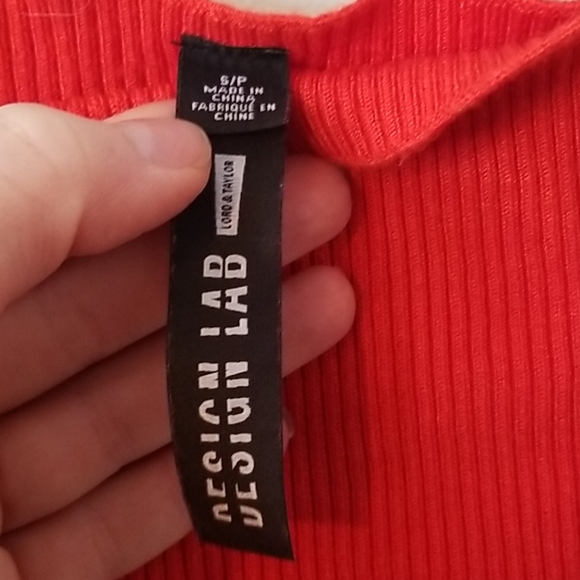 S/P
MADE IN
CHINA
FABRIQUÉ EN
CHINE
LORD & TAYLOR
DESIGN LAB